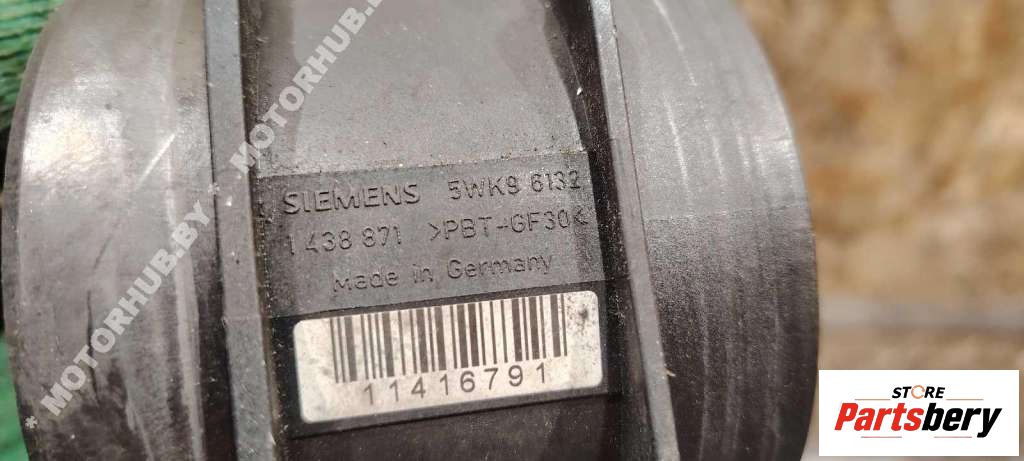 SIEMENS 5WK9 6132
1 438 871 >PBT-GF30<
Made in Germany
11416791
* MOTORHUB.BY
MOTORHUB.BY
STORE
Partsbery